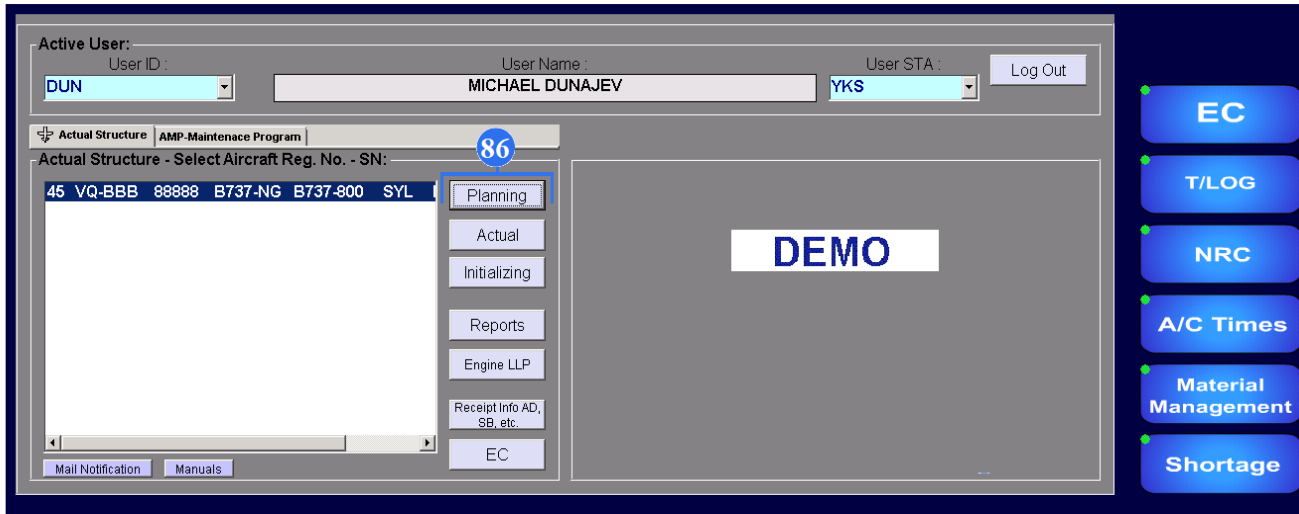 Active User:
User ID :
User Name :
User STA :
DUN
MICHAEL DUNAJEV
YKS
Log Out
Actual Structure
AMP-Maintenace Program
86
Actual Structure - Select Aircraft Reg. No. - SN:
45 VQ-BBB 88888 B737-NG B737-800 SYL
Planning
Actual
Initializing
Reports
Engine LLP
Receipt Info AD,
SB, etc.
EC
Mail Notification
Manuals
DEMO
EC
T/LOG
NRC
A/C Times
Material
Management
Shortage